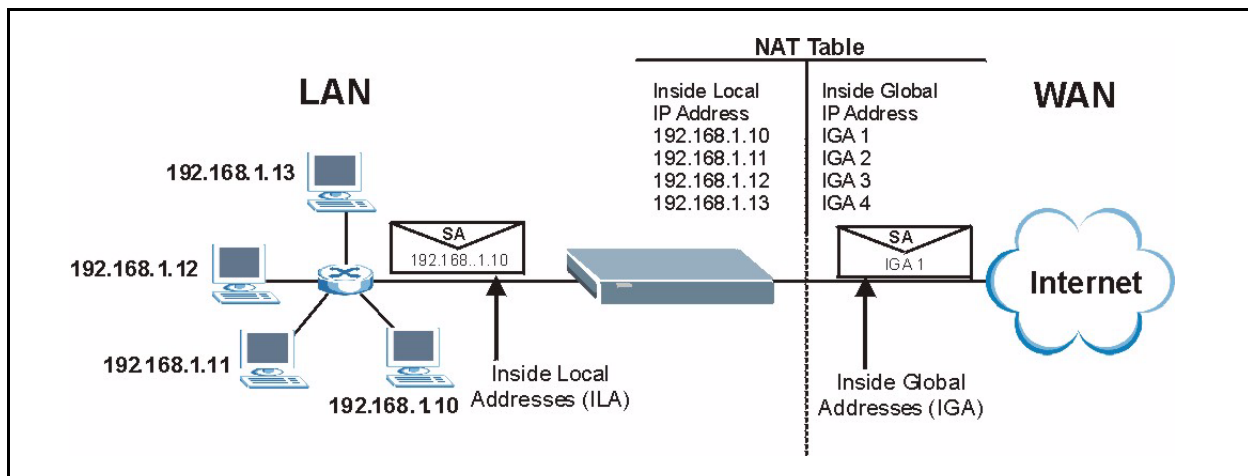 NAT Table
LAN
WAN
Inside Local
IP Address
192.168.1.10
192.168.1.11
192.168.1.12
192.168.1.13
Inside Global
IP Address
IGA 1
IGA 2
IGA 3
IGA 4
192.168.1.13
192.168.1.12
192.168.1.11
192.168.1.10
SA
192.168..1.10
SA
IGA 1
Internet
Inside Local
Addresses (ILA)
Inside Global
Addresses (IGA)